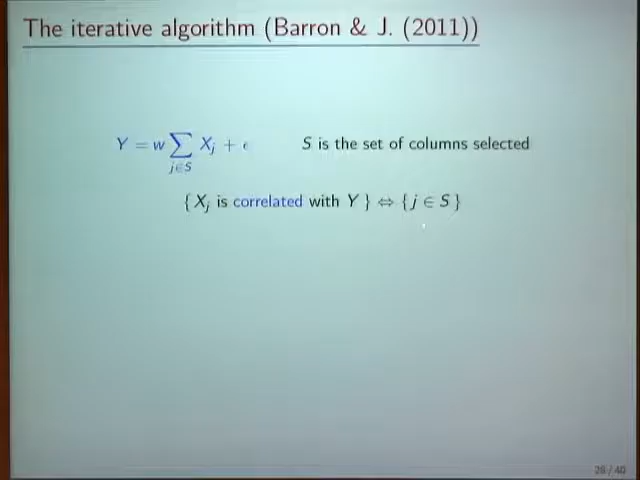 The iterative algorithm (Barron & J. (2011))
Y = w ∑ X_j + ϵ S is the set of columns selected
j∈S
{ X_j is correlated with Y } ⇔ { j ∈ S }
28 / 40